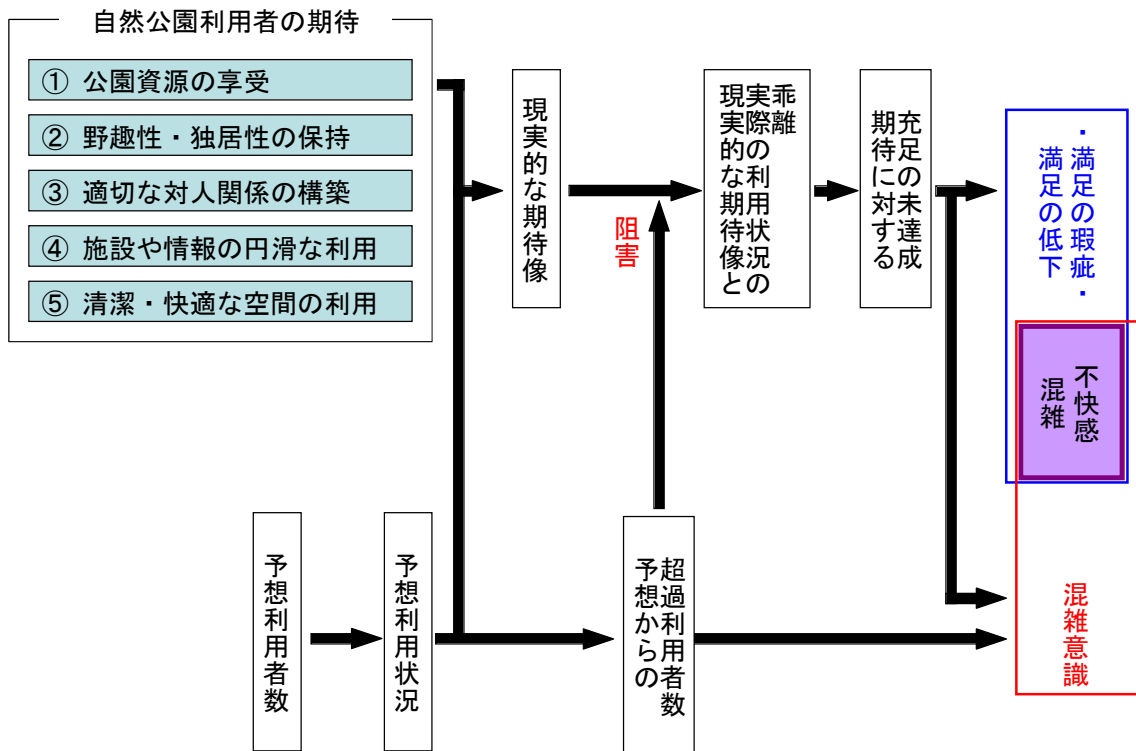 自然公園利用者の期待
① 公園資源の享受
② 野趣性・独居性の保持
③ 適切な対人関係の構築
④ 施設や情報の円滑な利用
⑤ 清潔・快適な空間の利用
現実的な期待像
阻害
現実的な期待像と
実際の利用状況の
乖離
期待に対する
充足の未達成
・満足の瑕疵・
満足の低下
混雑
不快感
予想利用者数
予想利用状況
予想からの
超過利用者数
混雑意識